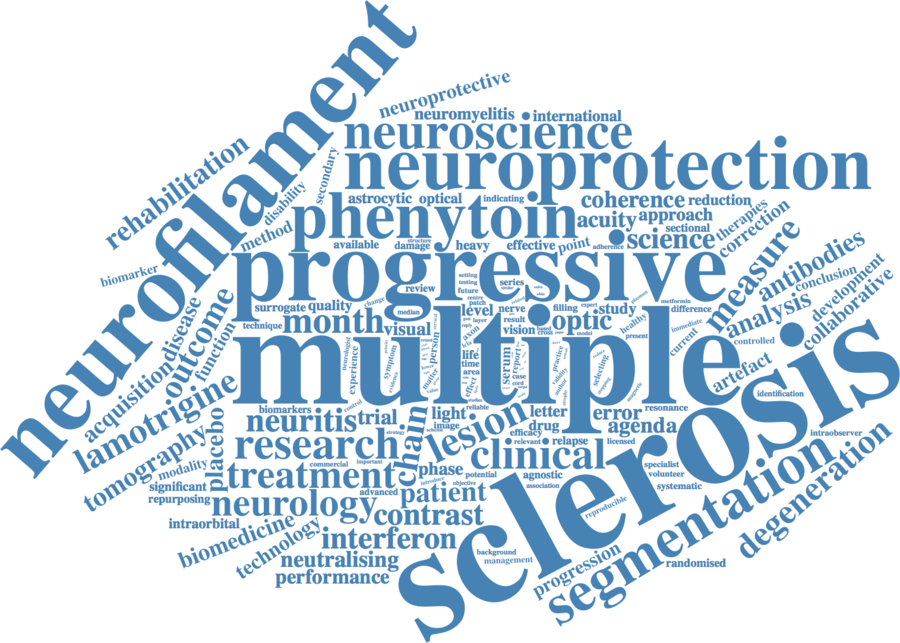 neurofilament
neuroprotective
neuromyelitis
international
neuroscience
neuroprotection
rehabilitation
secondary
disability
method
astrocytic
optical
indicating
coherence
reduction
phenytoin
acuity
approach
sectional
therapies
correction
available
structure
damage
heavy
effective
point
adherence
science
biomarker
progressive
measure
antibodies
conclusion
development
collaborative
analysis
setting
testing
future
centre
patch
series
review
change
median
surrogate
quality
level
nerve
filling
expert
study
metformin
difference
technique
month
visual
result
vision
optic
healthy
present
immediate
current
controlled
acquisition
disease
outcome
function
multiple
neurologist
experience
symptom
evidence
person
matter
axon
life
time
area
effect
serum
report
case
cord
practice
validity
selecting
artefact
identification
lamotrigine
biomarkers
control
light
image
reliable
letter
drug
error
resonance
agenda
neuritis
trial
strategy
chain
lesion
efficacy
relevant
relapse
licensed
intraobserver
sclerosis
tomography
modality
placebo
research
commercial
important
clinical
specialist
volunteer
systematic
significant
repurposing
treatment
phase
introduce
potential
objective
agnostic
association
advanced
patient
neurology
contrast
reproducible
segmentation
degeneration
intraorbital
biomedicine
technology
interferon
neutralising
performance
background
management
progression
randomised